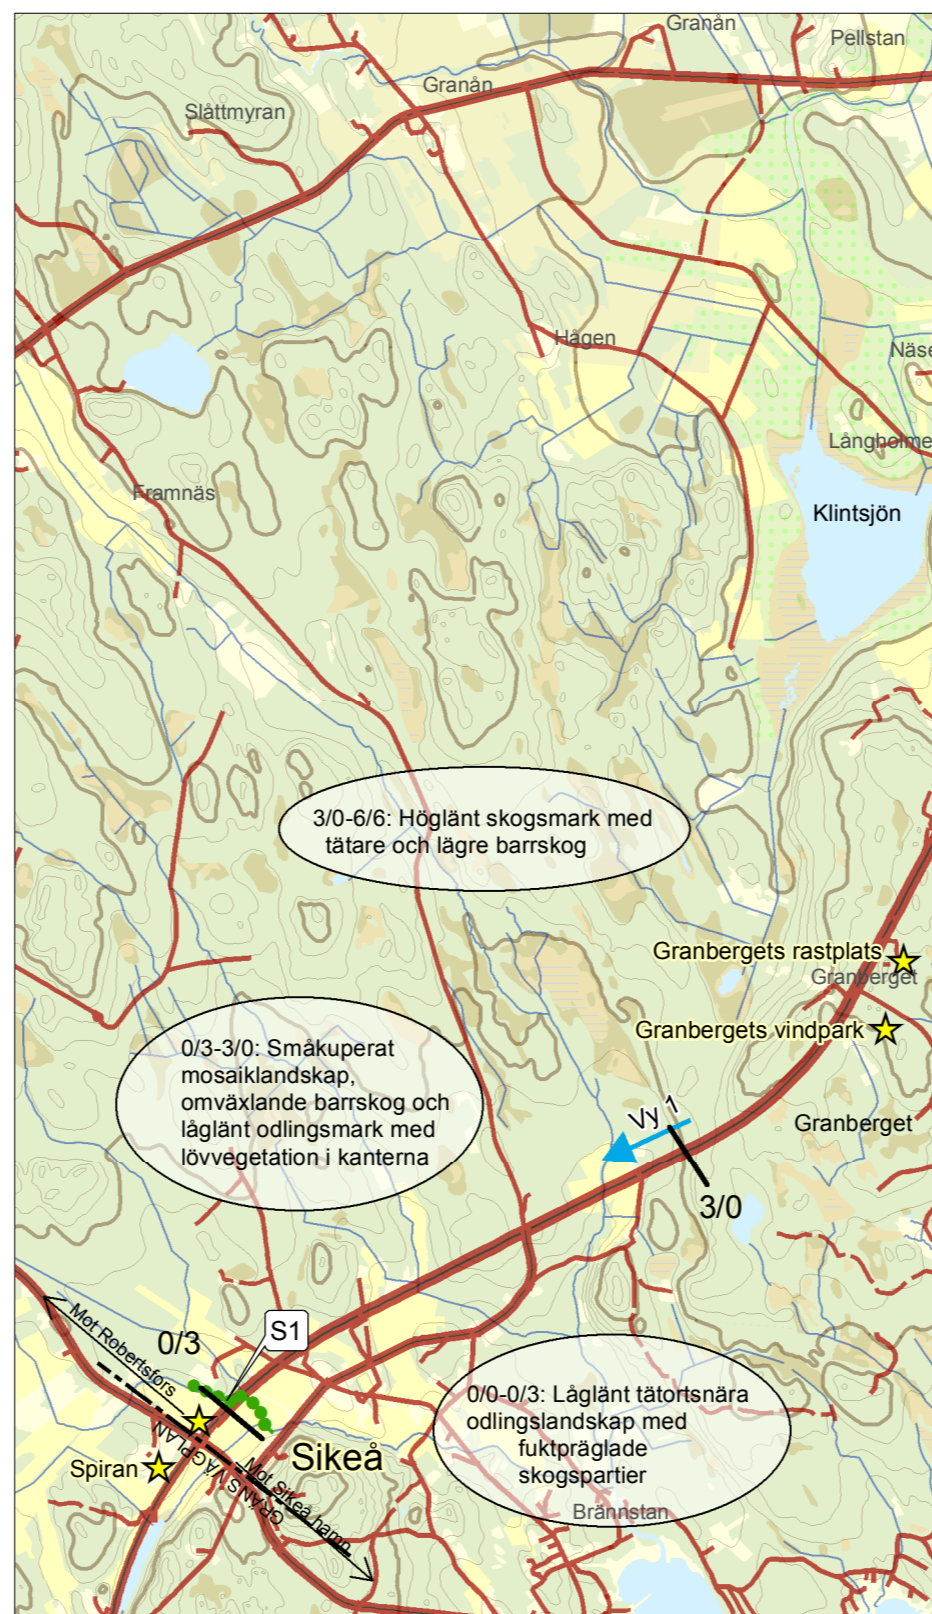 Granån
Pellstan
Granån
Slåttmyran
Hågen
Näse
Långholme
Framnäs
Klintsjön
3/0-6/6: Höglänt skogsmark med
tätare och lägre barrskog
Granbergets rastplats
Granberget
Granbergets vindpark
0/3-3/0: Småkuperat
mosaiklandskap,
omväxlande barrskog och
låglänt odlingsmark med
lövvegetation i kanterna
Vy 1
Granberget
3/0
Mot Robertsfors
0/3
S1
0/0-0/3: Låglänt tätortsnära
odlingslandskap med
fuktpräglade
skogspartier
Sikeå
Spiran
GRÄNS VÄGPLAN
Mot Sikeå hamn
Brännstan